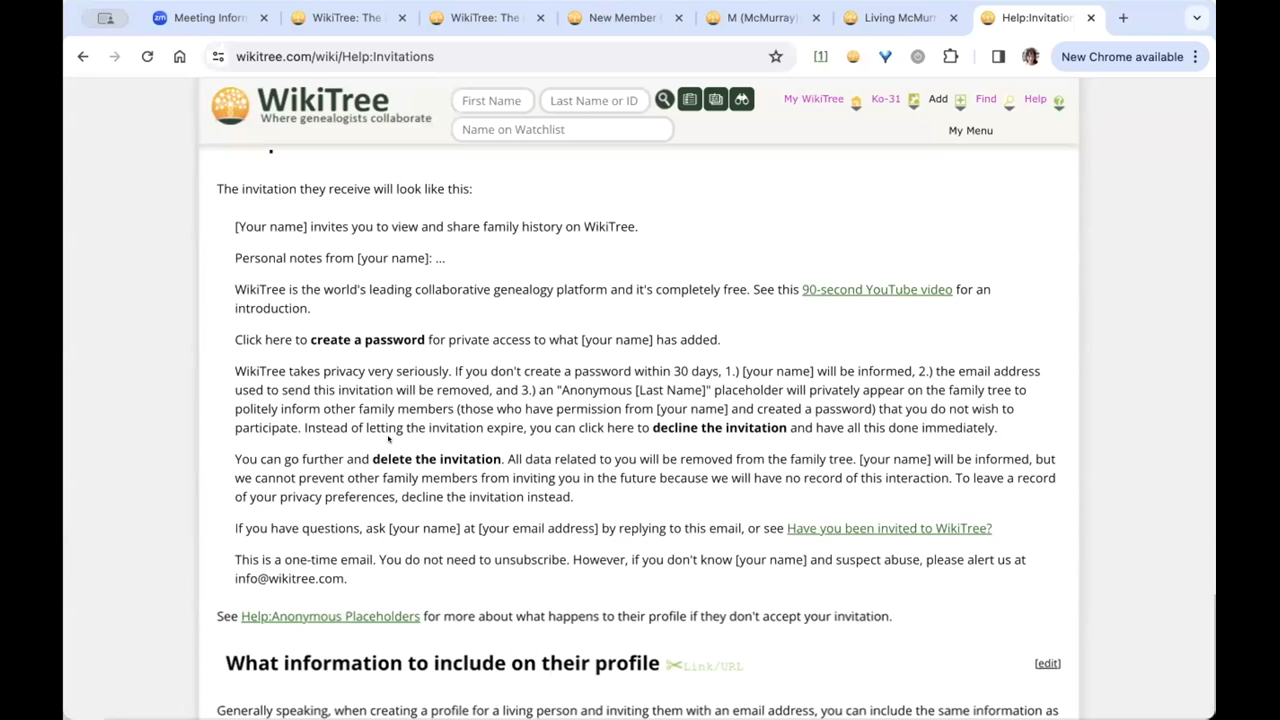 Meeting Inforn
WikiTree: The
WikiTree: The
New Member
M (McMurray)
Living McMurr
Help:Invitation
wikitree.com/wiki/Help:Invitations
[1]
New Chrome available
WikiTree
Where genealogists collaborate
First Name
Last Name or ID
My WikiTree
Ko-31
Add
Find
Help
Name on Watchlist
My Menu
The invitation they receive will look like this:
[Your name] invites you to view and share family history on WikiTree.
Personal notes from [your name]: ...
WikiTree is the world's leading collaborative genealogy platform and it's completely free. See this 90-second YouTube video for an
introduction.
Click here to create a password for private access to what [your name] has added.
WikiTree takes privacy very seriously. If you don't create a password within 30 days, 1.) [your name] will be informed, 2.) the email address
used to send this invitation will be removed, and 3.) an "Anonymous [Last Name]" placeholder will privately appear on the family tree to
politely inform other family members (those who have permission from [your name] and created a password) that you do not wish to
participate. Instead of letting the invitation expire, you can click here to decline the invitation and have all this done immediately.
You can go further and delete the invitation. All data related to you will be removed from the family tree. [your name] will be informed, but
we cannot prevent other family members from inviting you in the future because we will have no record of this interaction. To leave a record
of your privacy preferences, decline the invitation instead.
If you have questions, ask [your name] at [your email address] by replying to this email, or see Have you been invited to WikiTree?
This is a one-time email. You do not need to unsubscribe. However, if you don't know [your name] and suspect abuse, please alert us at
info@wikitree.com.
See Help:Anonymous Placeholders for more about what happens to their profile if they don't accept your invitation.
What information to include on their profile
Link/URL
[edit]
Generally speaking, when creating a profile for a living person and inviting them with an email address, you can include the same information as